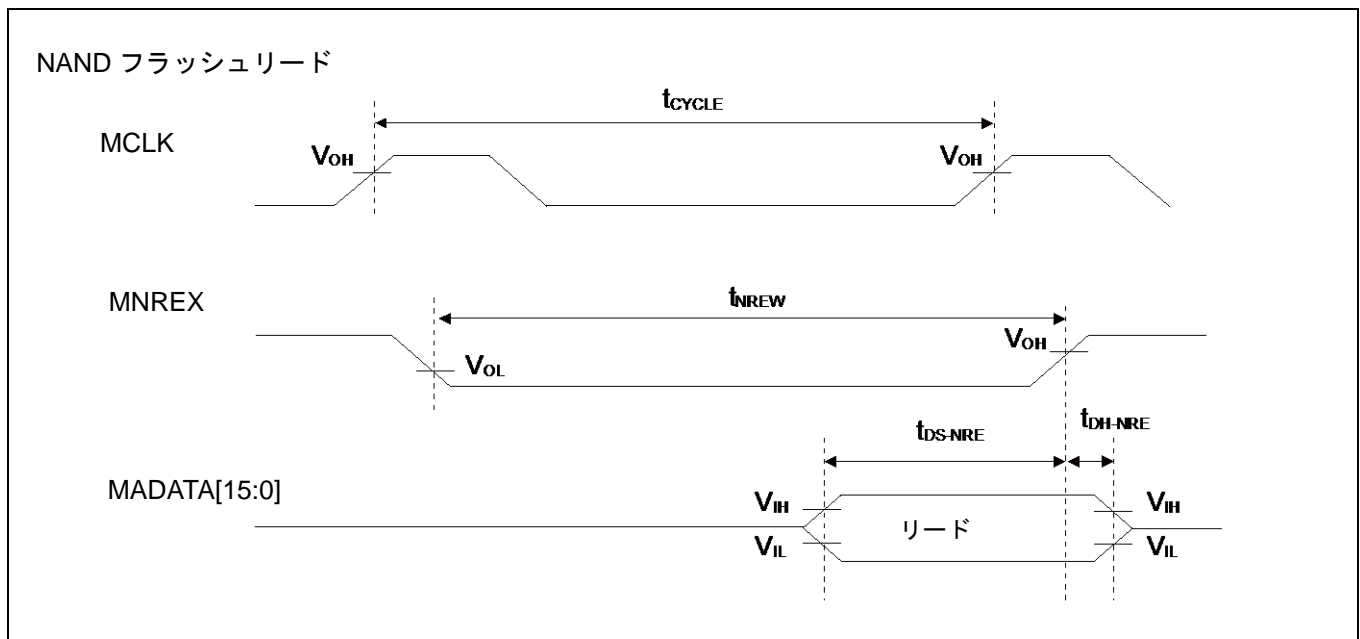 NAND フラッシュリード
tCYCLE
MCLK
VOH
VOH
MNREX
tNREW
VOH
VOL
tDS-NRE
tDH-NRE
MADATA[15:0]
VIH
VIH
リード
VIL
VIL